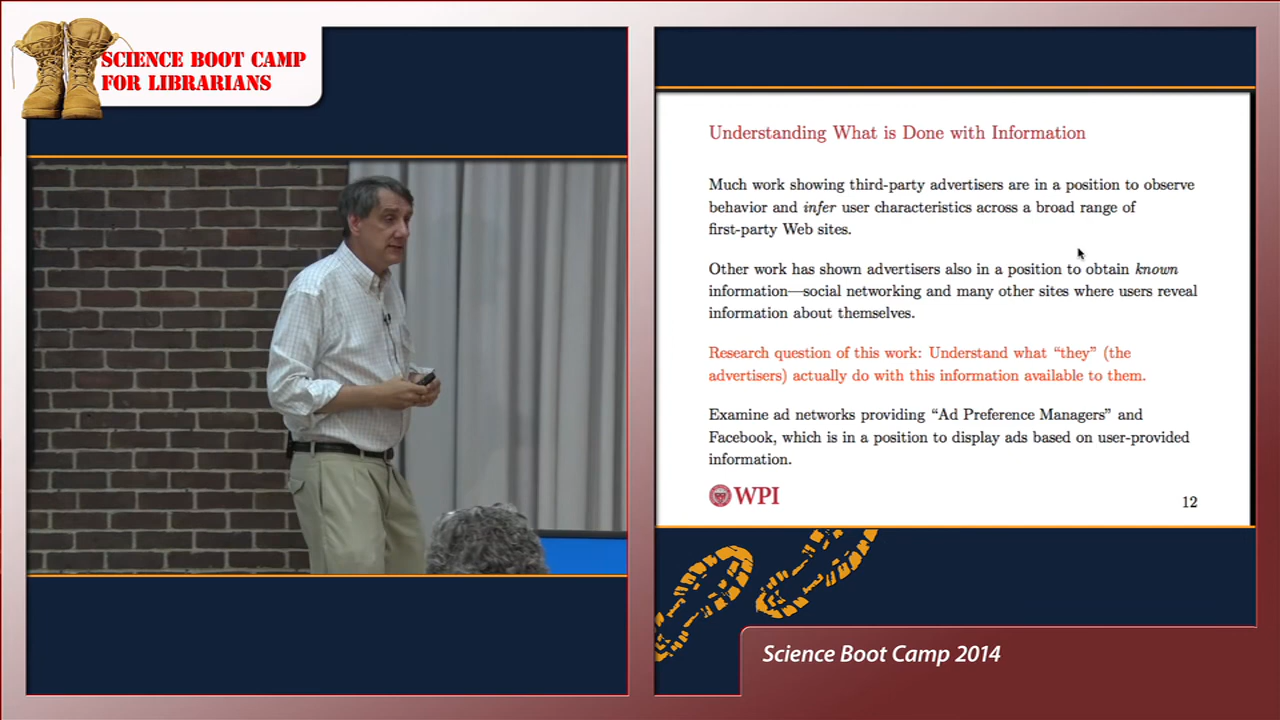 SCIENCE BOOT CAMP
FOR LIBRARIANS
Understanding What is Done with Information
Much work showing third-party advertisers are in a position to observe
behavior and infer user characteristics across a broad range of
first-party Web sites.
Other work has shown advertisers also in a position to obtain known
information—social networking and many other sites where users reveal
information about themselves.
Research question of this work: Understand what “they” (the
advertisers) actually do with this information available to them.
Examine ad networks providing “Ad Preference Managers” and
Facebook, which is in a position to display ads based on user-provided
information.
WPI
12
Science Boot Camp 2014